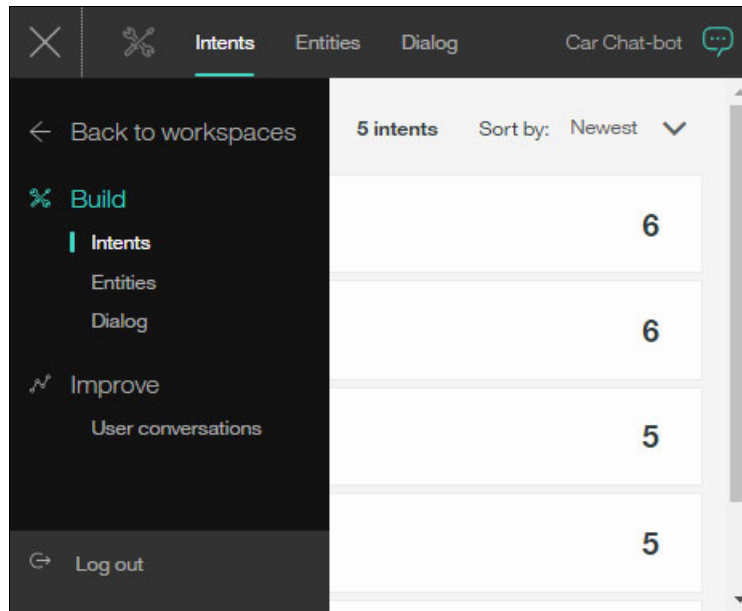 Intents Entities Dialog Car Chat-bot
Back to workspaces
5 intents Sort by: Newest
Build
Intents
6
Entities
Dialog
6
Improve
User conversations
5
5
Log out